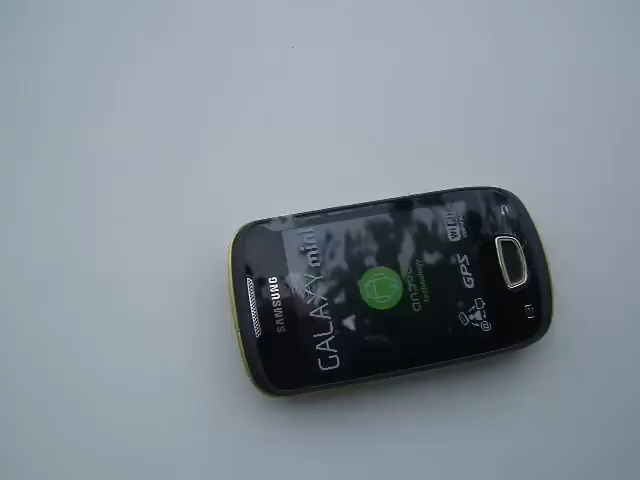 SAMSUNG
GALAXY mini
android
technology
GPS
WiFi